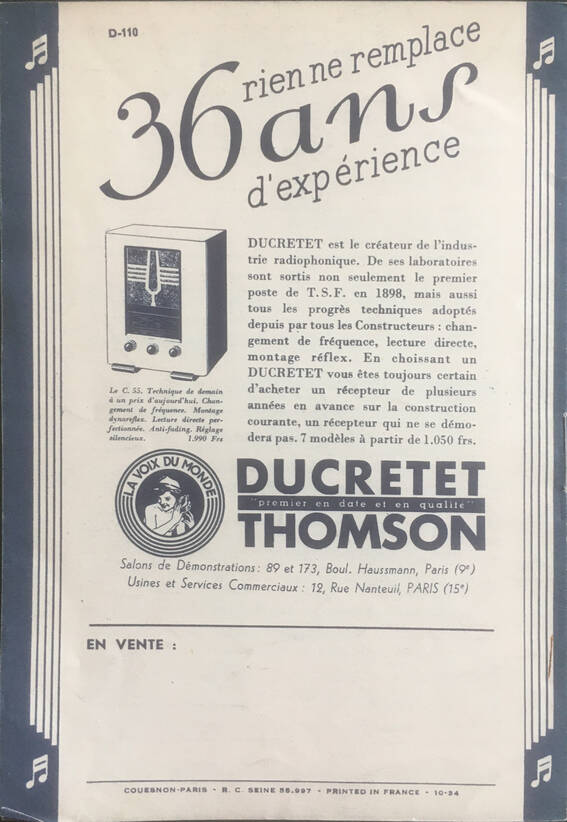 D-110
rien ne remplace
36 ans
d'expérience
DUCRETET est le créateur de l'indus-
trie radiophonique. De ses laboratoires
sont sortis non seulement le premier
poste de T.S.F. en 1898, mais aussi
tous les progrès techniques adoptés
depuis par tous les Constructeurs : chan-
gement de fréquence, lecture directe,
montage réflex. En choisissant un
DUCRETET vous êtes toujours certain
d'acheter un récepteur de plusieurs
années en avance sur la construction
courante, un récepteur qui ne se démo-
dera pas. 7 modèles à partir de 1.050 frs.
Le C. 55. Technique de demain
à un prix d'aujourd'hui. Chan-
gement de fréquence. Montage
dynareflex. Lecture directe per-
fectionnée. Anti-fading. Réglage
silencieux. 1.990 Frs
LA VOIX DU MONDE
DUCRETET
"premier en date et en qualité"
THOMSON
Salons de Démonstrations : 89 et 173, Boul. Haussmann, Paris (9e)
Usines et Services Commerciaux : 12, Rue Nanteuil, PARIS (15e)
EN VENTE :
COUESNON-PARIS - R. C. SEINE 55.997 - PRINTED IN FRANCE - 10-34